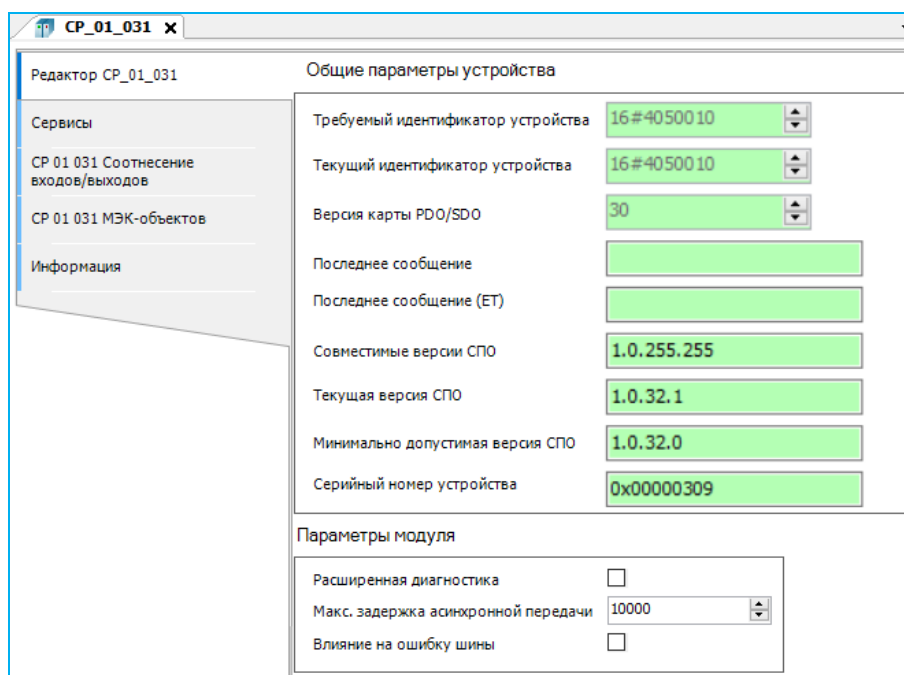 CP_01_031
Редактор CP_01_031
Сервисы
CP 01 031 Соотнесение
входов/выходов
CP 01 031 МЭК-объектов
Информация
Общие параметры устройства
Требуемый идентификатор устройства 16#4050010
Текущий идентификатор устройства 16#4050010
Версия карты PDO/SDO 30
Последнее сообщение
Последнее сообщение (ET)
Совместимые версии СПО 1.0.255.255
Текущая версия СПО 1.0.32.1
Минимально допустимая версия СПО 1.0.32.0
Серийный номер устройства 0x00000309
Параметры модуля
Расширенная диагностика
Макс. задержка асинхронной передачи 10000
Влияние на ошибку шины